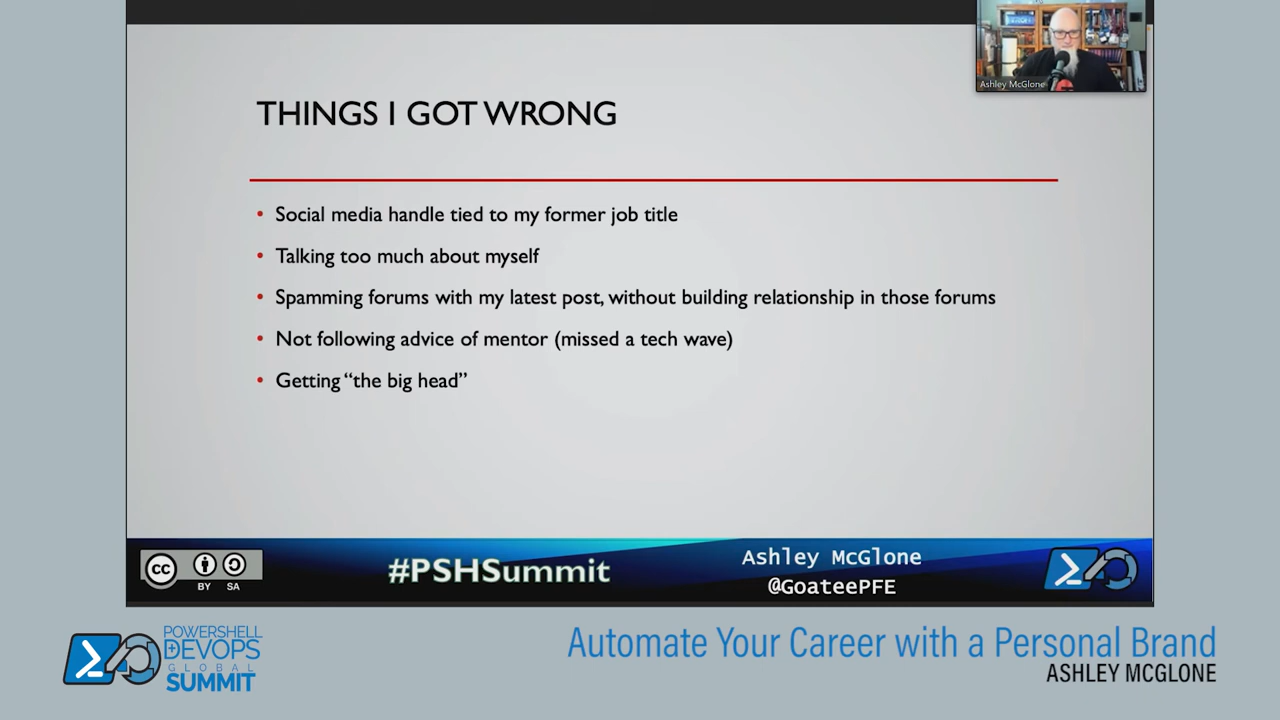 Ashley McGlone
THINGS I GOT WRONG
• Social media handle tied to my former job title
• Talking too much about myself
• Spamming forums with my latest post, without building relationship in those forums
• Not following advice of mentor (missed a tech wave)
• Getting “the big head”
cc
BY SA
#PSHSummit
Ashley McGlone
@GoateePFE
POWERSHELL
DEVOPS
GLOBAL
SUMMIT
Automate Your Career with a Personal Brand
ASHLEY MCGLONE